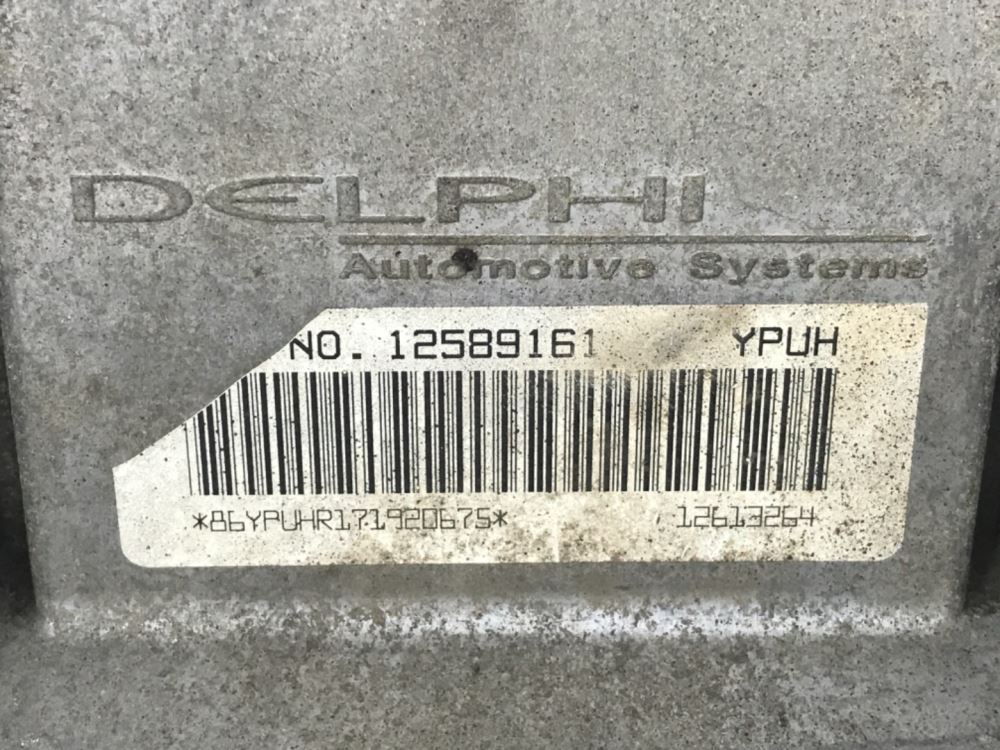 DELPHI
Automotive Systems
NO. 12589161 YPUH
*86YPUHR171920675* 12613264